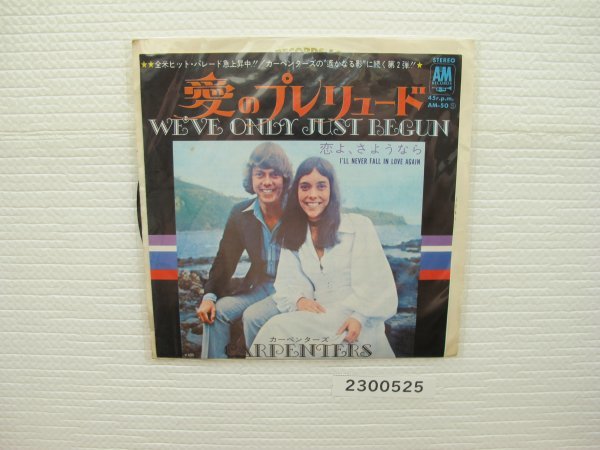 ★★全米ヒット・パレード急上昇中!!/カーペンターズの"遥かなる影"に続く第2弾!!★
STEREO
A&M
RECORDS
45r.p.m.
AM-50
愛のプレリュード
WE'VE ONLY JUST BEGUN
恋よ、さようなら
I'LL NEVER FALL IN LOVE AGAIN
カーペンターズ
CARPENTERS
2300525